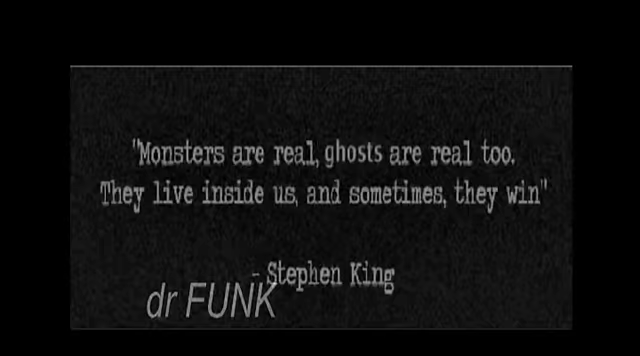 "Monsters are real, ghosts are real too.
They live inside us, and sometimes, they win"
- Stephen King
dr FUNK